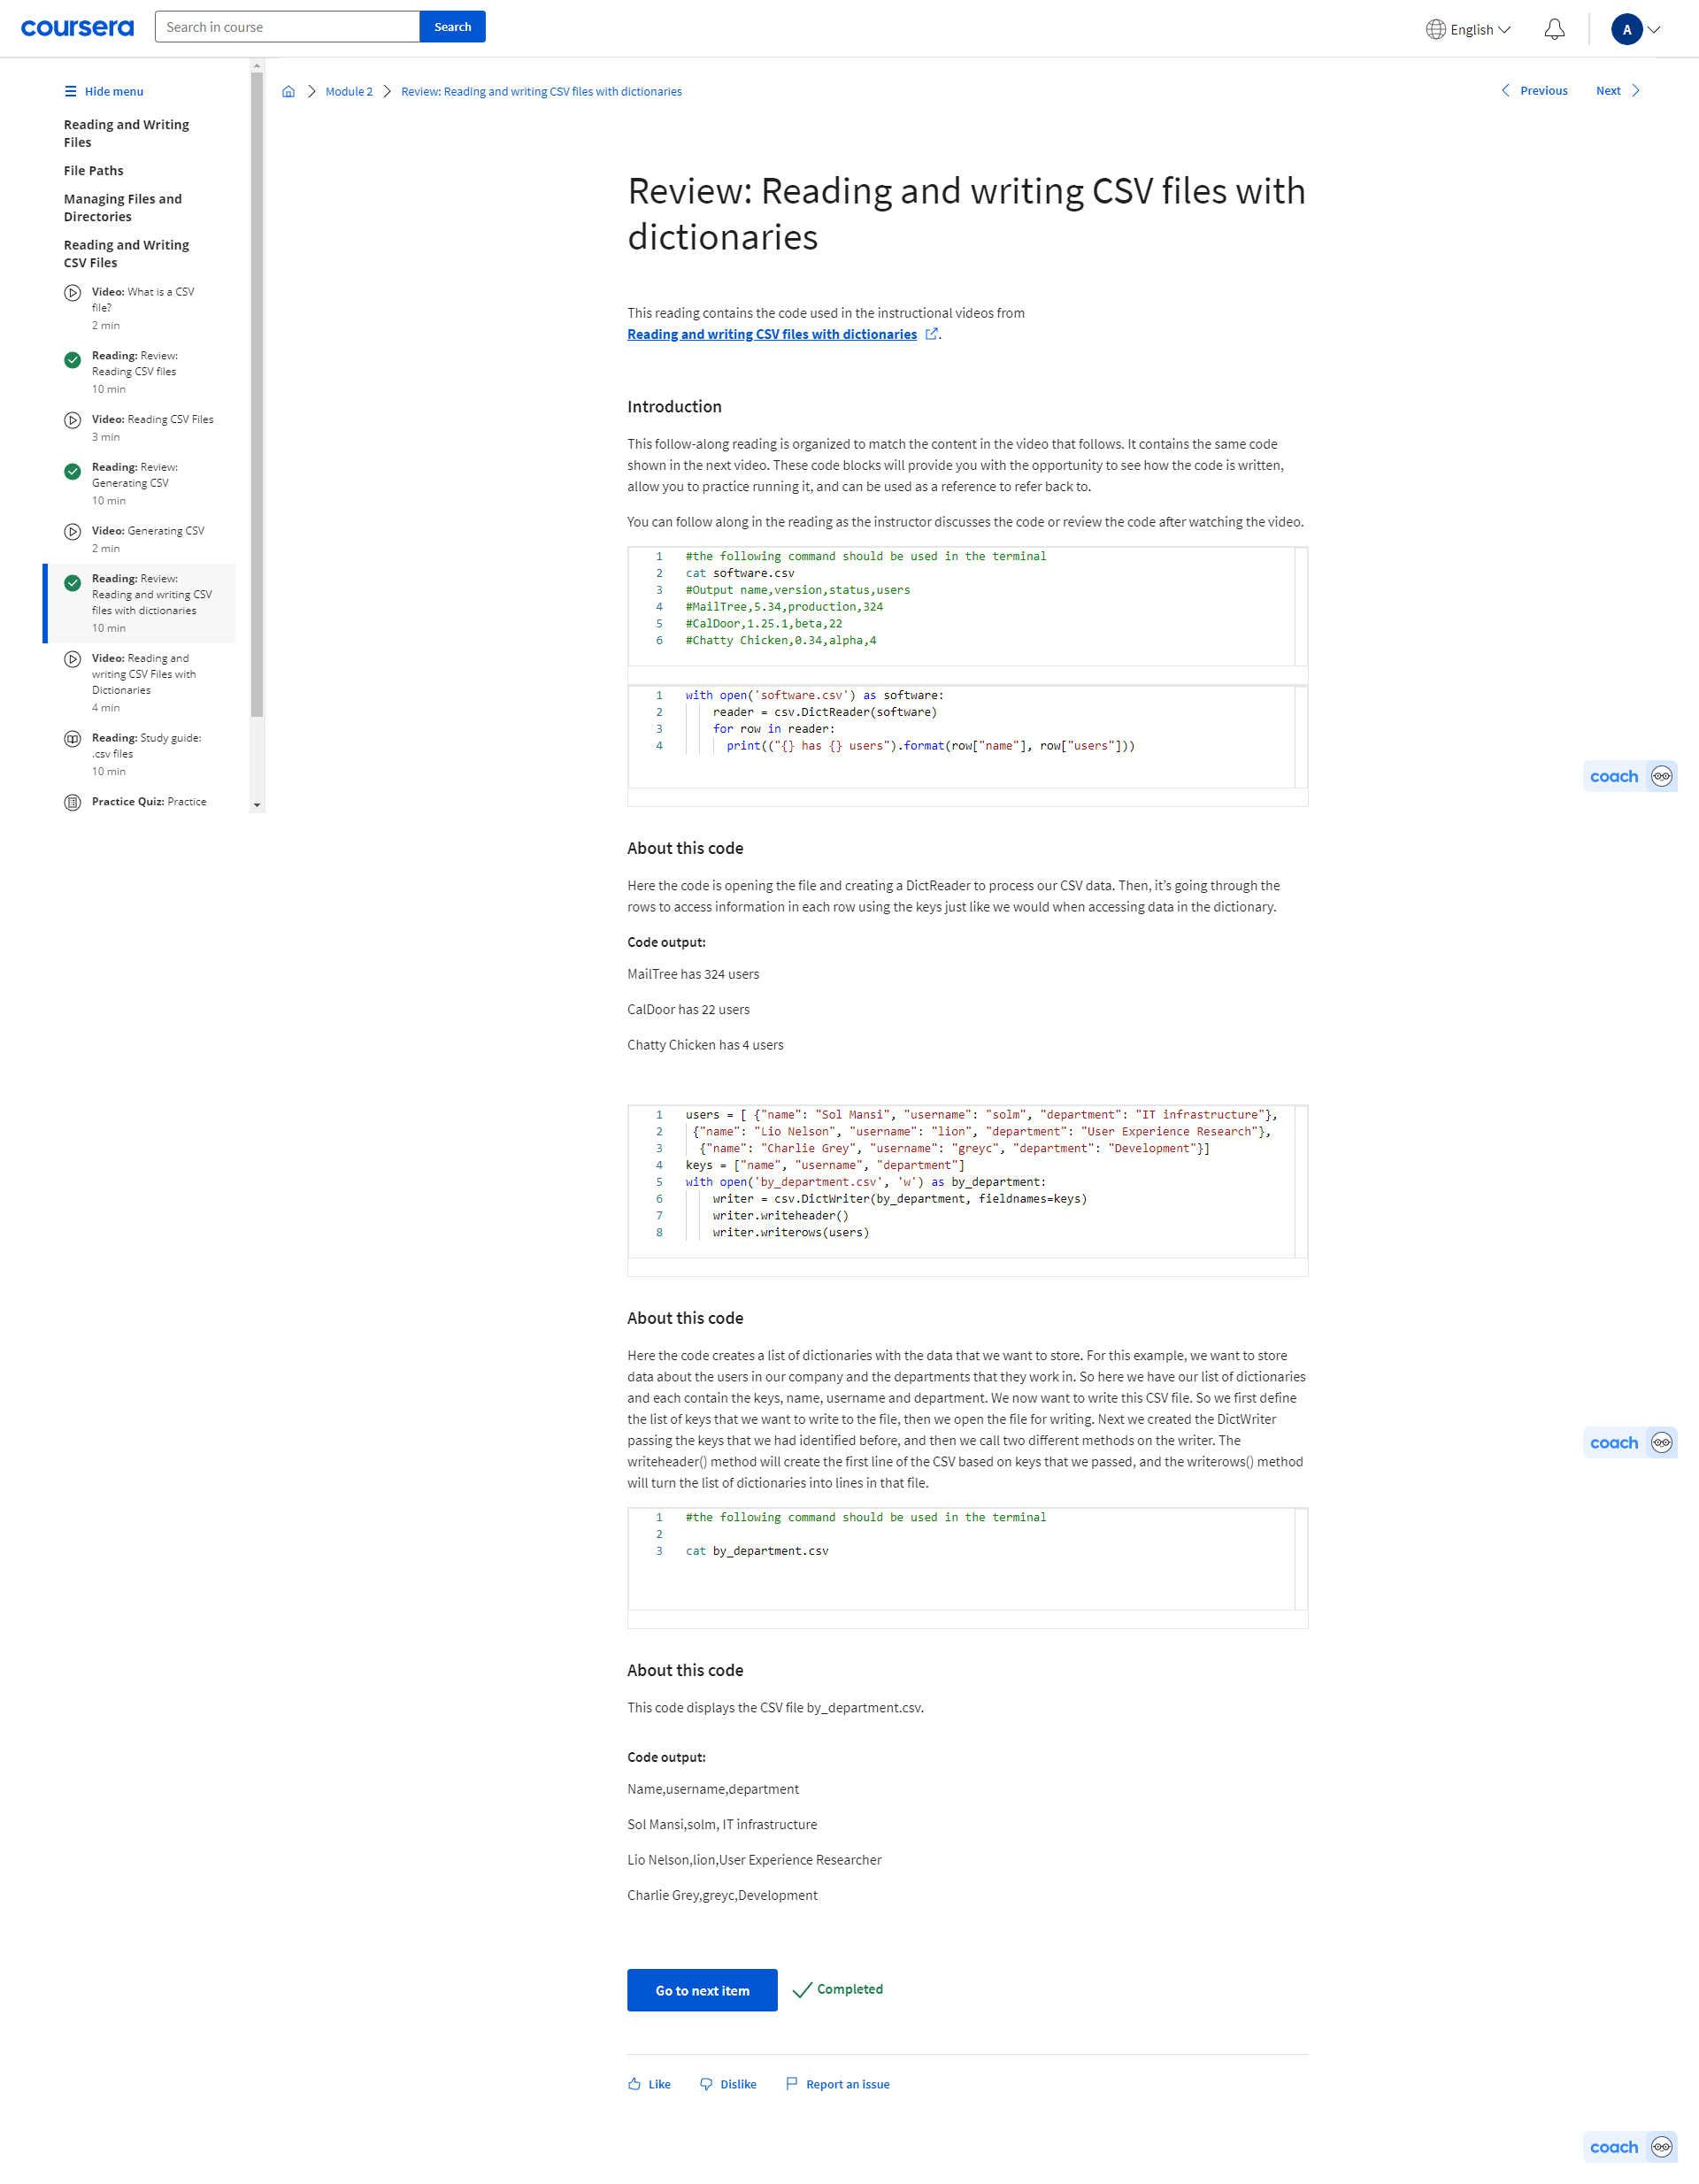 coursera
Search in course
Search
English
A
Hide menu
Reading and Writing
Files
File Paths
Managing Files and
Directories
Reading and Writing
CSV Files
Video: What is a CSV
file?
2 min
Reading: Review:
Reading CSV files
10 min
Video: Reading CSV Files
3 min
Reading: Review:
Generating CSV
10 min
Video: Generating CSV
2 min
Reading: Review:
Reading and writing CSV
files with dictionaries
10 min
Video: Reading and
writing CSV Files with
Dictionaries
4 min
Reading: Study guide:
.csv files
10 min
Practice Quiz: Practice
Module 2
Review: Reading and writing CSV files with dictionaries
Previous
Next
Review: Reading and writing CSV files with
dictionaries
This reading contains the code used in the instructional videos from
Reading and writing CSV files with dictionaries.
Introduction
This follow-along reading is organized to match the content in the video that follows. It contains the same code
shown in the next video. These code blocks will provide you with the opportunity to see how the code is written,
allow you to practice running it, and can be used as a reference to refer back to.
You can follow along in the reading as the instructor discusses the code or review the code after watching the video.
1 #the following command should be used in the terminal
2 cat software.csv
3 #Output name,version,status,users
4 #MailTree,5.34,production,324
5 #CalDoor,1.25.1,beta,22
6 #Chatty Chicken,0.34,alpha,4
1 with open('software.csv') as software:
2 reader = csv.DictReader(software)
3 for row in reader:
4 print(("{} has {} users").format(row["name"], row["users"]))
coach
About this code
Here the code is opening the file and creating a DictReader to process our CSV data. Then, it’s going through the
rows to access information in each row using the keys just like we would when accessing data in the dictionary.
Code output:
MailTree has 324 users
CalDoor has 22 users
Chatty Chicken has 4 users
1 users = [ {"name": "Sol Mansi", "username": "solm", "department": "IT infrastructure"},
2 {"name": "Lio Nelson", "username": "lion", "department": "User Experience Research"},
3 {"name": "Charlie Grey", "username": "greyc", "department": "Development"}]
4 keys = ["name", "username", "department"]
5 with open('by_department.csv', 'w') as by_department:
6 writer = csv.DictWriter(by_department, fieldnames=keys)
7 writer.writeheader()
8 writer.writerows(users)
About this code
Here the code creates a list of dictionaries with the data that we want to store. For this example, we want to store
data about the users in our company and the departments that they work in. So here we have our list of dictionaries
and each contain the keys, name, username and department. We now want to write this CSV file. So we first define
the list of keys that we want to write to the file, then we open the file for writing. Next we created the DictWriter
passing the keys that we had identified before, and then we call two different methods on the writer. The
writeheader() method will create the first line of the CSV based on keys that we passed, and the writerows() method
will turn the list of dictionaries into lines in that file.
coach
1 #the following command should be used in the terminal
2
3 cat by_department.csv
About this code
This code displays the CSV file by_department.csv.
Code output:
Name,username,department
Sol Mansi,solm, IT infrastructure
Lio Nelson,lion,User Experience Researcher
Charlie Grey,greyc,Development
Go to next item
Completed
Like
Dislike
Report an issue
coach